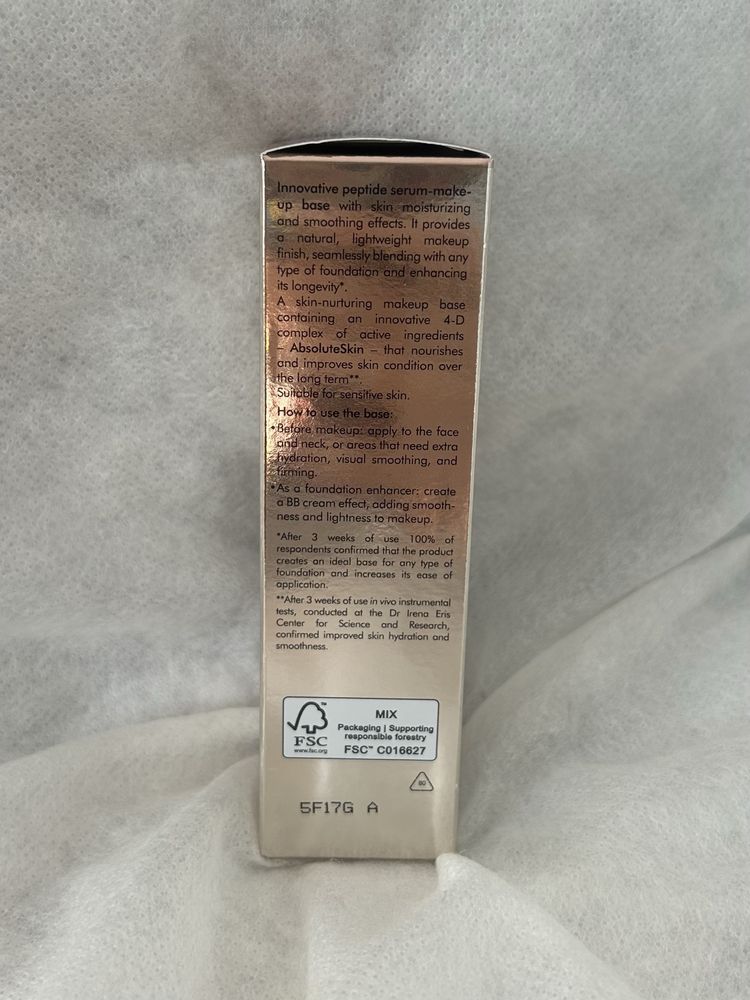 Innovative peptide serum-make-
up base with skin moisturizing
and smoothing effects. It provides
a natural, lightweight makeup
finish, seamlessly blending with any
type of foundation and enhancing
its longevity*.
A skin-nurturing makeup base
containing an innovative 4-D
complex of active ingredients
– AbsoluteSkin – that nourishes
and improves skin condition over
the long term**.
Suitable for sensitive skin.
How to use the base:
•Before makeup: apply to the face
and neck, or areas that need extra
hydration, visual smoothing, and
firming.
•As a foundation enhancer: create
a BB cream effect, adding smooth-
ness and lightness to makeup.
*After 3 weeks of use 100% of
respondents confirmed that the product
creates an ideal base for any type of
foundation and increases its ease of
application.
**After 3 weeks of use in vivo instrumental
tests, conducted at the Dr Irena Eris
Center for Science and Research,
confirmed improved skin hydration and
smoothness.
™
FSC
www.fsc.org
MIX
Packaging | Supporting
responsible forestry
FSC™ C016627
80
5F17G A